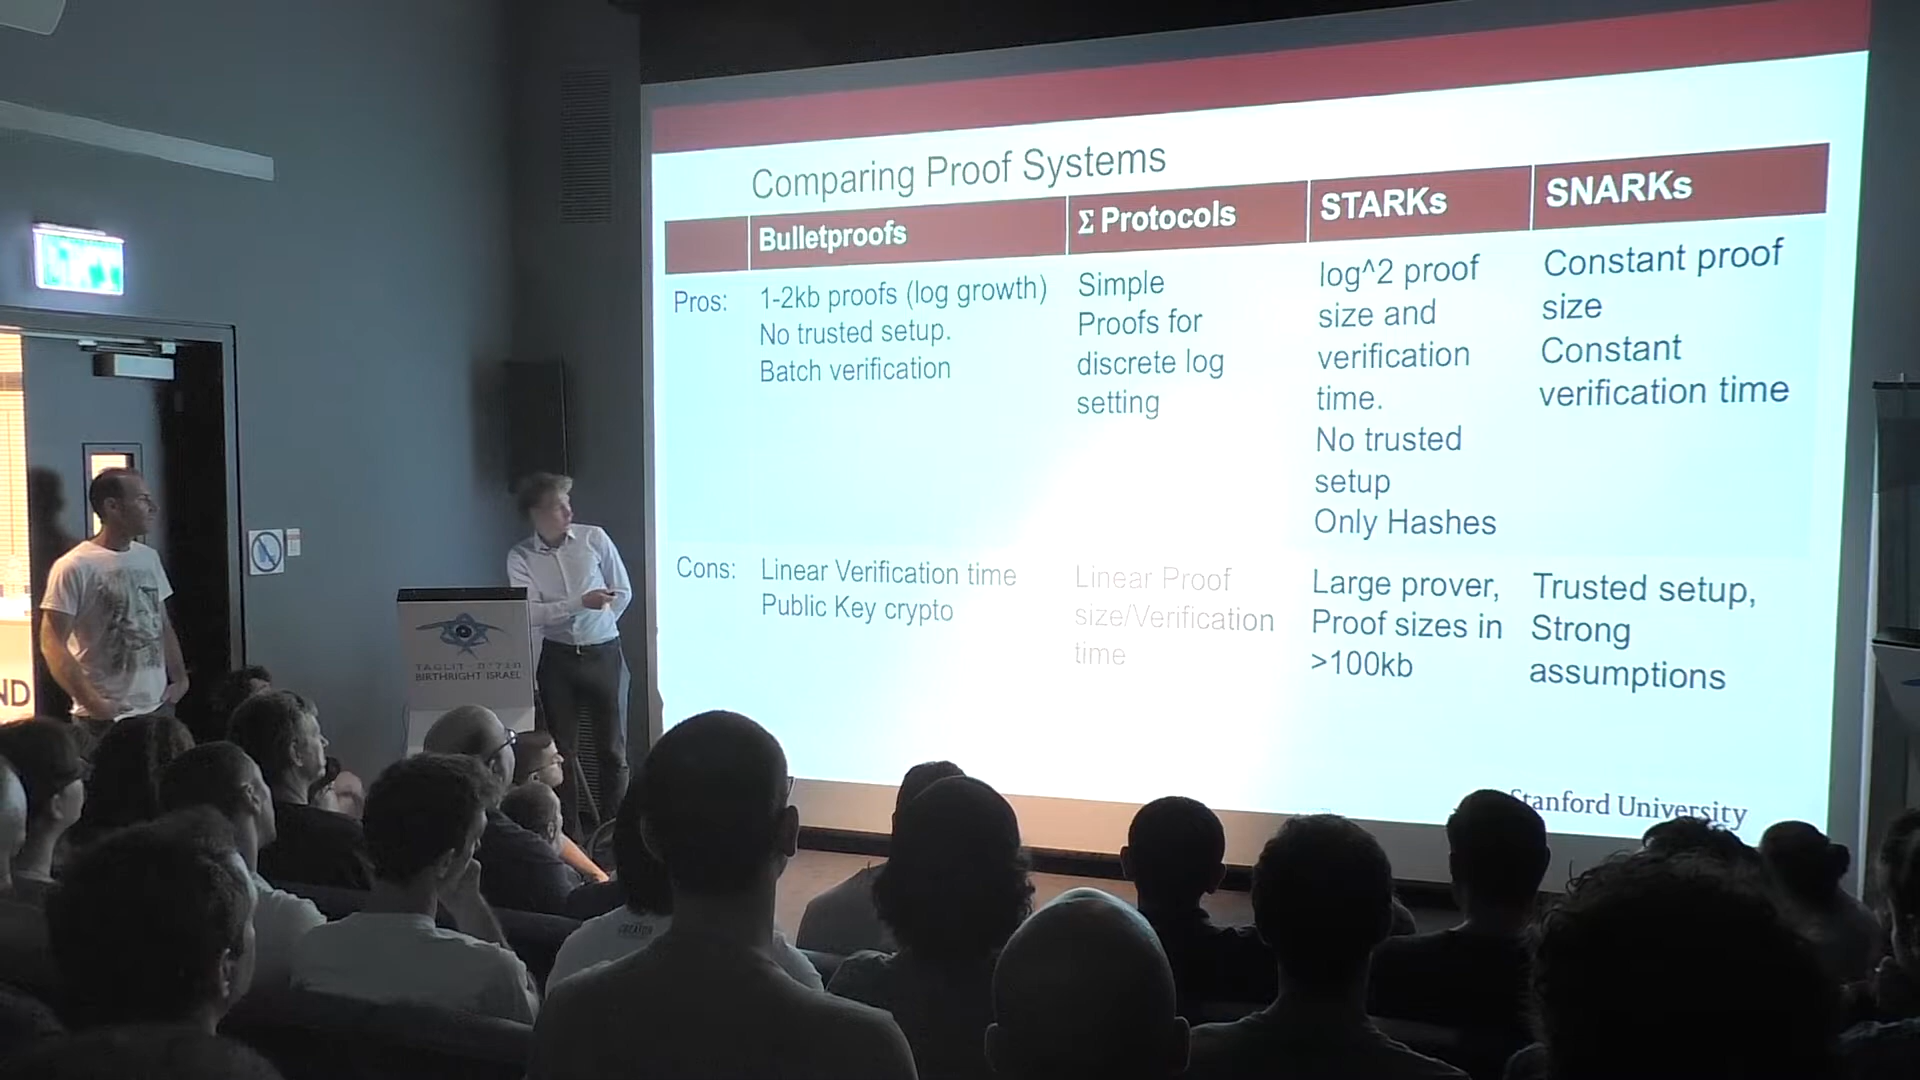 Comparing Proof Systems
Bulletproofs
Σ Protocols
STARKs
SNARKs
Pros:
1-2kb proofs (log growth)
No trusted setup.
Batch verification
Simple
Proofs for
discrete log
setting
log^2 proof
size and
verification
time.
No trusted
setup
Only Hashes
Constant proof
size
Constant
verification time
Cons:
Linear Verification time
Public Key crypto
Linear Proof
size/Verification
time
Large prover,
Proof sizes in
>100kb
Trusted setup,
Strong
assumptions
Stanford University
TAGLIT - תגלית
BIRTHRIGHT ISRAEL
ND